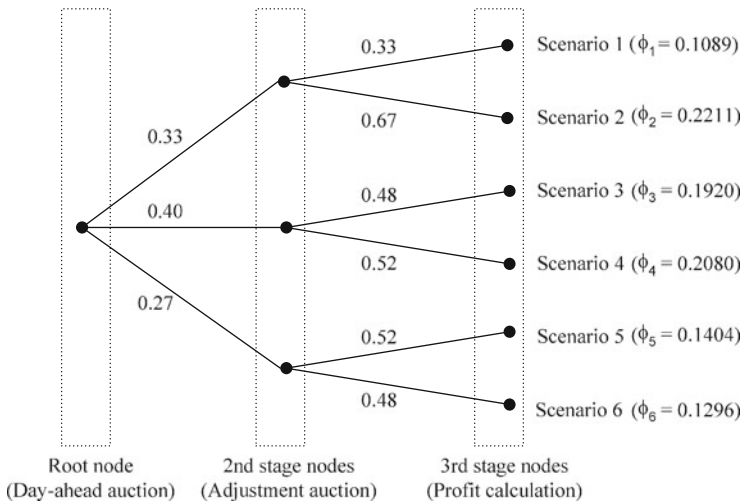 0.33
Scenario 1 (ϕ₁ = 0.1089)
0.33
0.67
Scenario 2 (ϕ₂ = 0.2211)
0.40
0.48
Scenario 3 (ϕ₃ = 0.1920)
0.52
Scenario 4 (ϕ₄ = 0.2080)
0.27
0.52
Scenario 5 (ϕ₅ = 0.1404)
0.48
Scenario 6 (ϕ₆ = 0.1296)
Root node
(Day-ahead auction)
2nd stage nodes
(Adjustment auction)
3rd stage nodes
(Profit calculation)